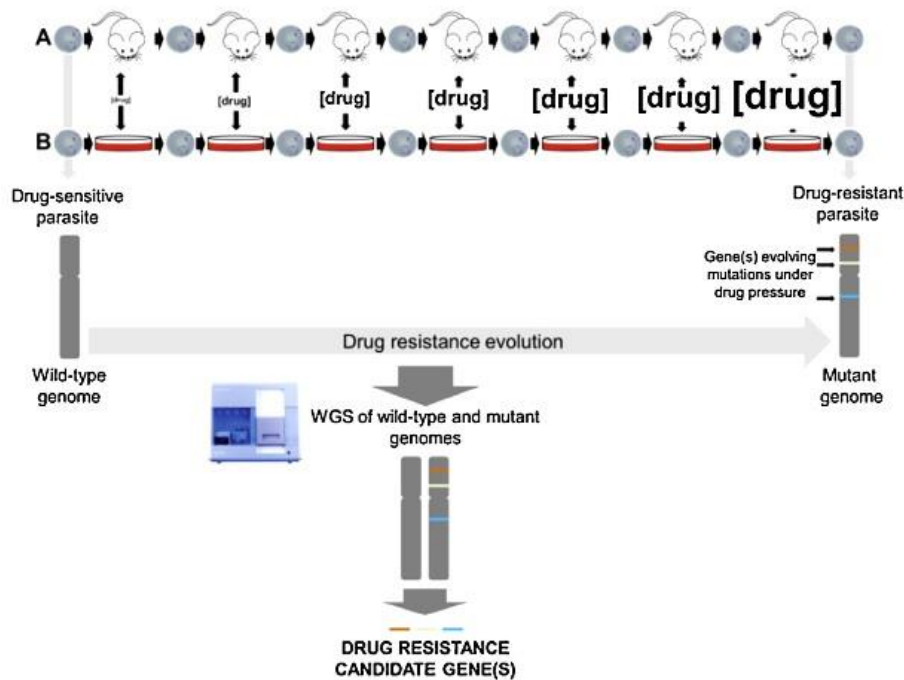 A
[drug] [drug] [drug] [drug] [drug] [drug] [drug]
B
Drug-sensitive
parasite
Drug-resistant
parasite
Gene(s) evolving
mutations under
drug pressure
Drug resistance evolution
Wild-type
genome
Mutant
genome
WGS of wild-type and mutant
genomes
DRUG RESISTANCE
CANDIDATE GENE(S)